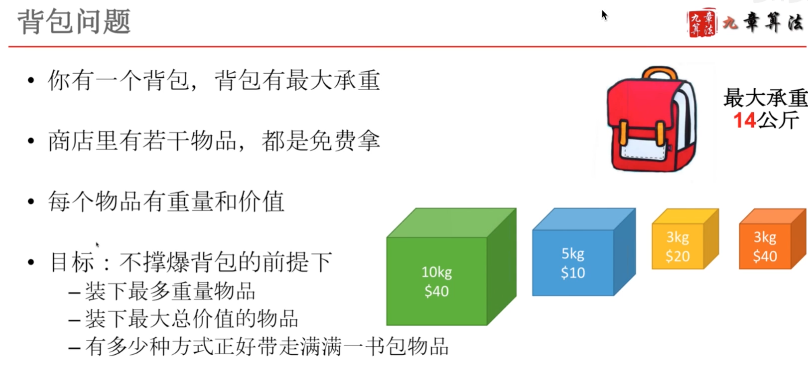 背包问题
九章算法
九章算法
• 你有一个背包，背包有最大承重
最大承重
14公斤
• 商店里有若干物品，都是免费拿
• 每个物品有重量和价值
10kg
$40
5kg
$10
3kg
$20
3kg
$40
• 目标：不撑爆背包的前提下
–装下最多重量物品
–装下最大总价值的物品
–有多少种方式正好带走满满一书包物品